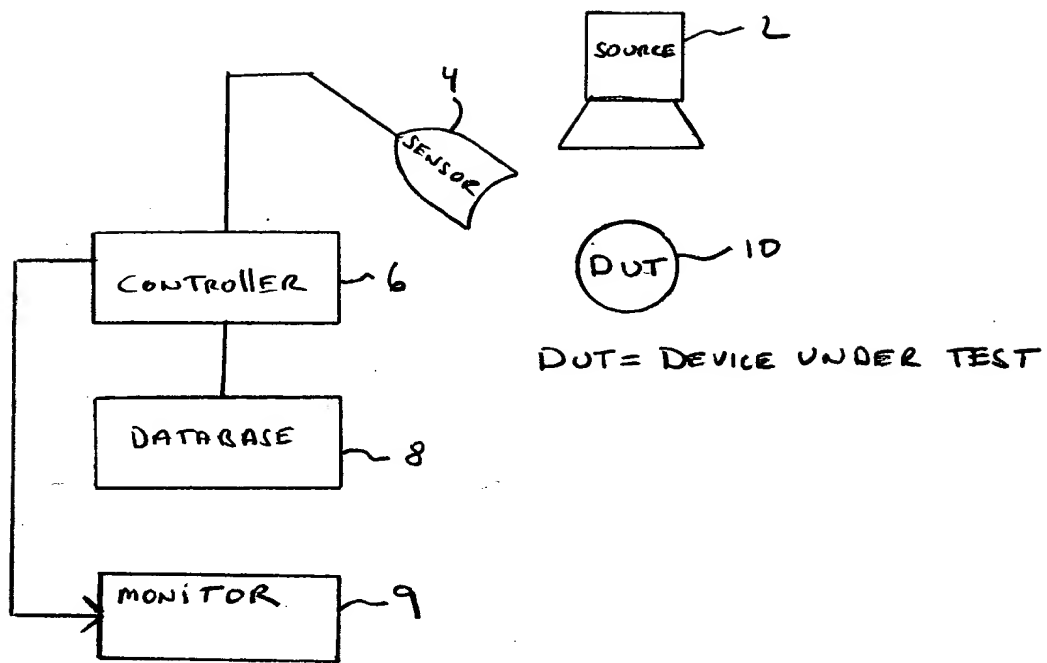 SOURCE
2
4
SENSOR
CONTROllER
6
DUT
10
DUT = DEVICE UNDER TEST
DATABASE
8
MONiTOR
9